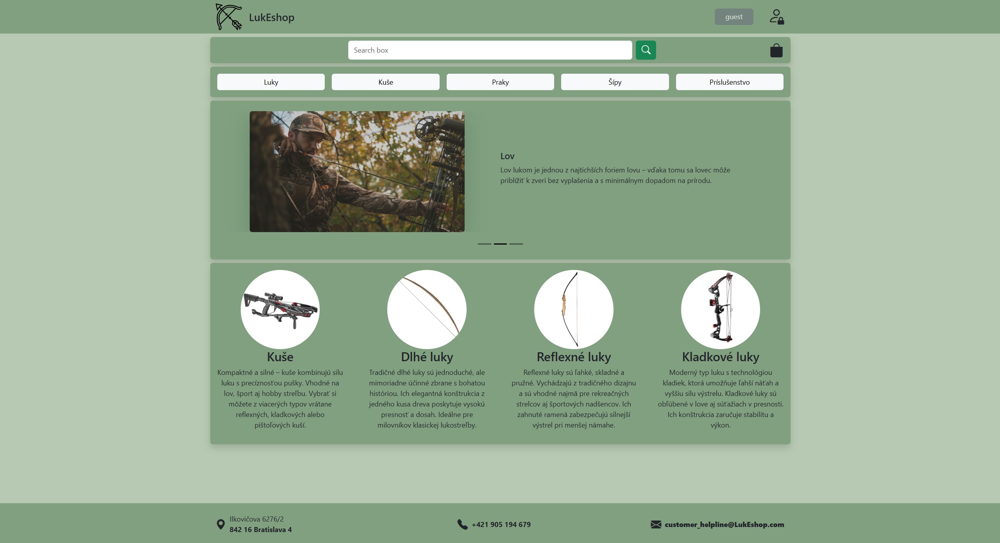 LukEshop
guest
Search box
Luky
Kuše
Praky
Šípy
Príslušenstvo
Lov
Lov lukom je jednou z najtichších foriem lovu – vďaka tomu sa lovec môže
priblížiť k zveri bez vyplašenia a s minimálnym dopadom na prírodu.
Kuše
Kompaktné a silné – kuše kombinujú silu
luku s precíznosťou pušky. Vhodné na
lov, šport aj hobby streľbu. Vybrať si
môžete z viacerých typov vrátane
reflexných, kladkových alebo
pištoľových kuší.
Dlhé luky
Tradičné dlhé luky sú jednoduché, ale
mimoriadne účinné zbrane s bohatou
históriou. Ich elegantná konštrukcia z
jedného kusa dreva poskytuje vysokú
presnosť a dosah. Ideálne pre
milovníkov klasickej lukostreľby.
Reflexné luky
Reflexné luky sú ľahké, skladné a
pružné. Vychádzajú z tradičného dizajnu
a sú vhodné najmä pre rekreačných
strelcov aj športových nadšencov. Ich
zahnuté ramená zabezpečujú silnejší
výstrel pri menšej námahe.
Kladkové luky
Moderný typ luku s technológiou
kladiek, ktorá umožňuje ľahší náťah a
vyššiu silu výstrelu. Kladkové luky sú
obľúbené v love aj súťažiach v presnosti.
Ich konštrukcia zaručuje stabilitu a
výkon.
Ilkovičova 6276/2
842 16 Bratislava 4
+421 905 194 679
customer_helpline@LukEshop.com